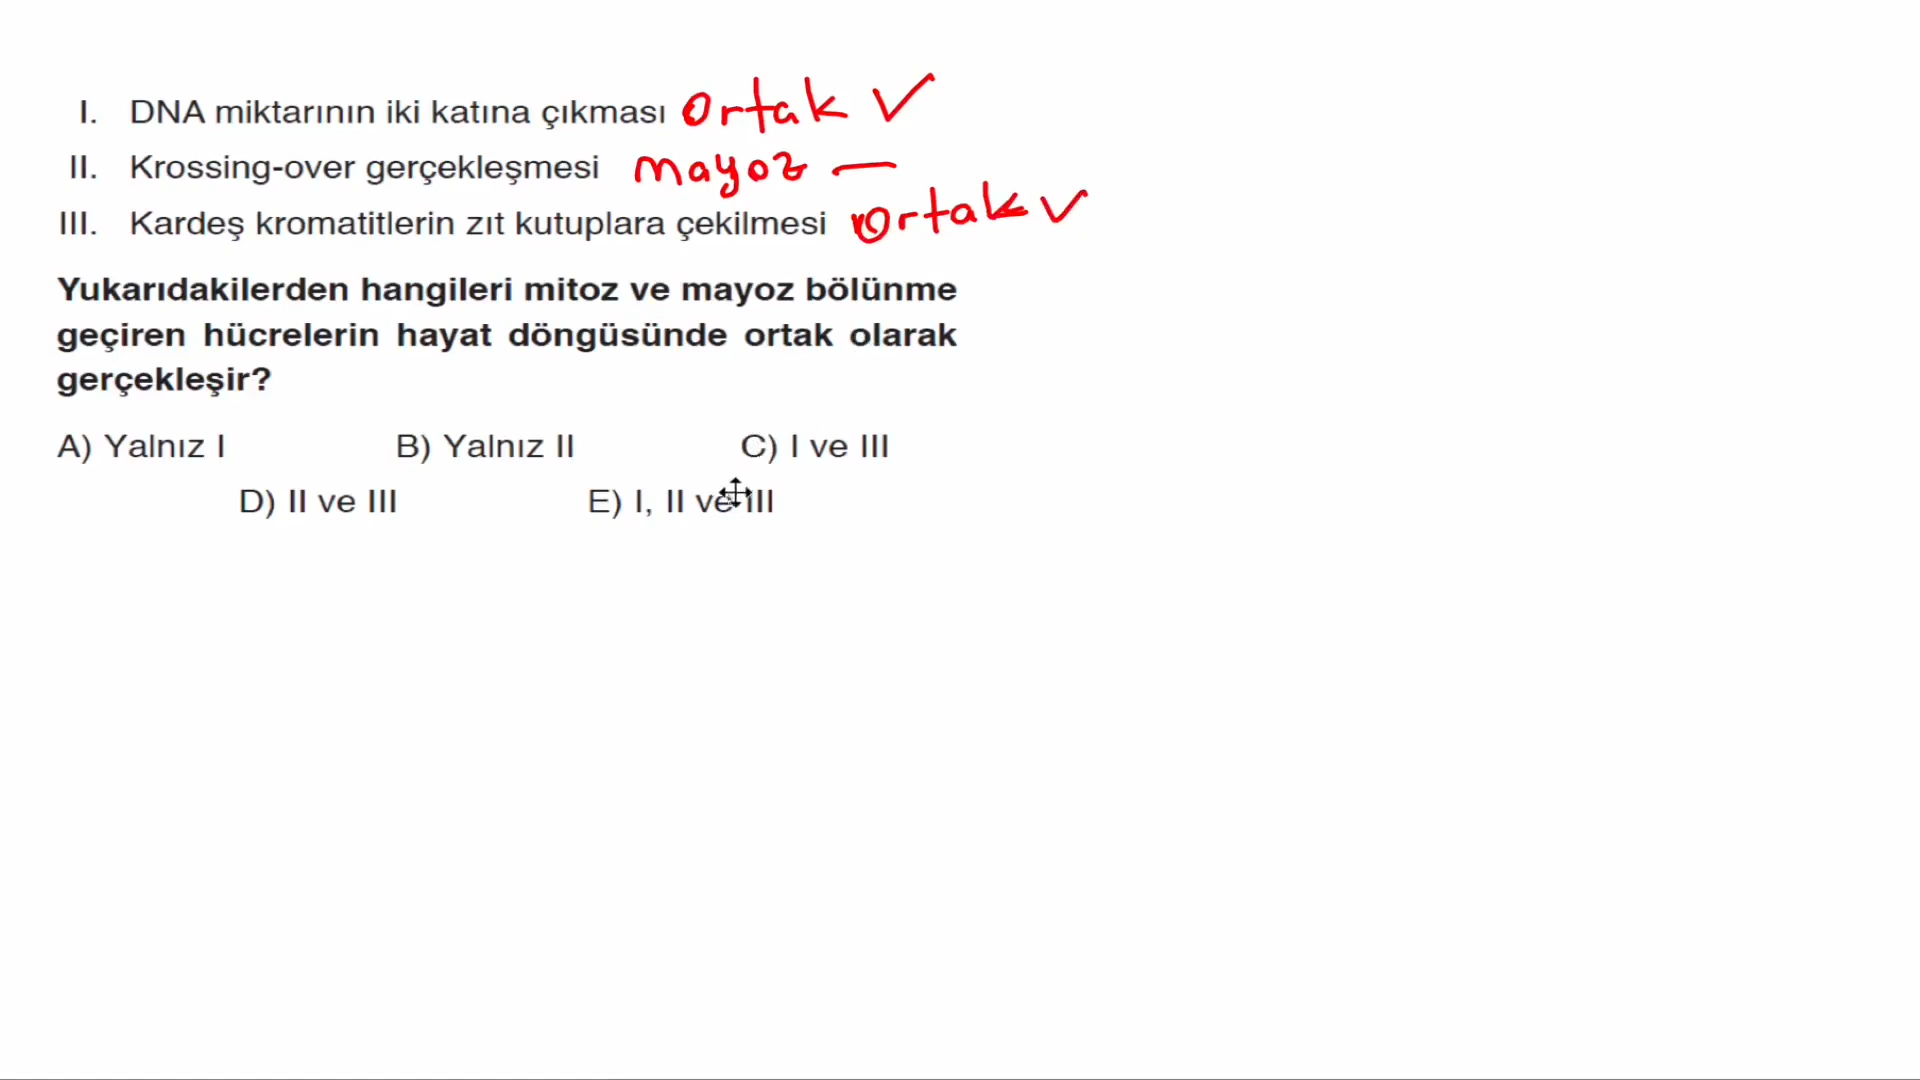 I. DNA miktarının iki katına çıkması ortak ✓
II. Krossing-over gerçekleşmesi mayoz —
III. Kardeş kromatitlerin zıt kutuplara çekilmesi ortak ✓
Yukarıdakilerden hangileri mitoz ve mayoz bölünme
geçiren hücrelerin hayat döngüsünde ortak olarak
gerçekleşir?
A) Yalnız I B) Yalnız II C) I ve III
D) II ve III E) I, II ve III